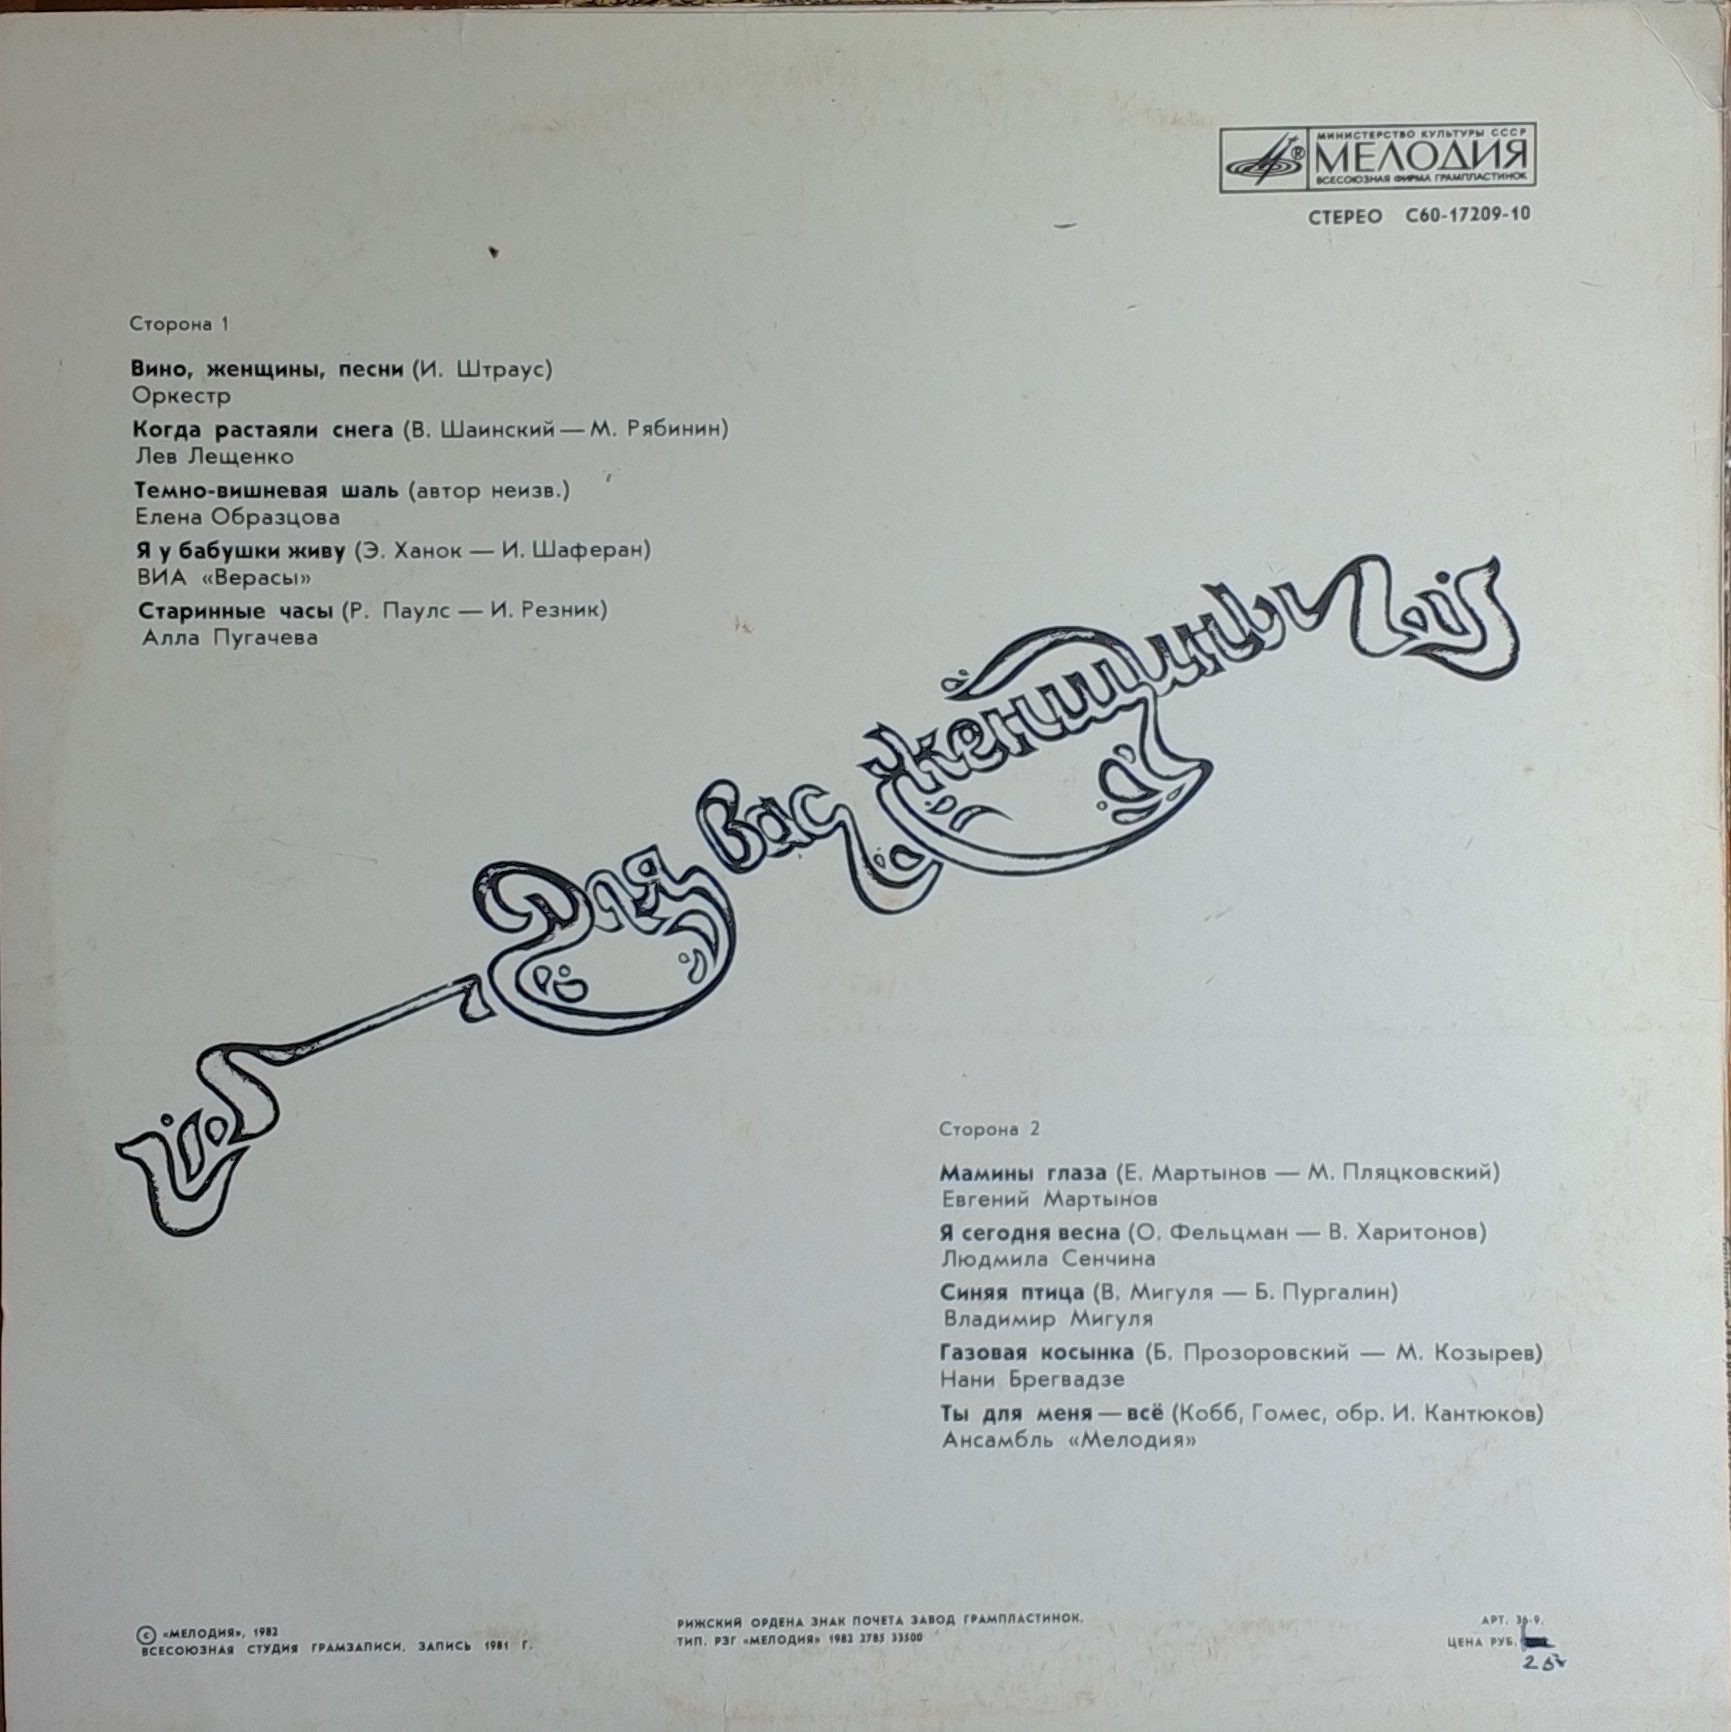 МИНИСТЕРСТВО КУЛЬТУРЫ СССР
МЕЛОДИЯ
ВСЕСОЮЗНАЯ ФИРМА ГРАМПЛАСТИНОК
СТЕРЕО С60-17209-10
Сторона 1
Вино, женщины, песни (И. Штраус)
Оркестр
Когда растаяли снега (В. Шаинский — М. Рябинин)
Лев Лещенко
Темно-вишневая шаль (автор неизв.)
Елена Образцова
Я у бабушки живу (Э. Ханок — И. Шаферан)
ВИА «Верасы»
Старинные часы (Р. Паулс — И. Резник)
Алла Пугачева
Для вас женщины
Сторона 2
Мамины глаза (Е. Мартынов — М. Пляцковский)
Евгений Мартынов
Я сегодня весна (О. Фельцман — В. Харитонов)
Людмила Сенчина
Синяя птица (В. Мигуля — Б. Пургалин)
Владимир Мигуля
Газовая косынка (Б. Прозоровский — М. Козырев)
Нани Брегвадзе
Ты для меня — всё (Кобб, Гомес, обр. И. Кантюков)
Ансамбль «Мелодия»
© «МЕЛОДИЯ», 1982
ВСЕСОЮЗНАЯ СТУДИЯ ГРАМЗАПИСИ. ЗАПИСЬ 1981 Г.
РИЖСКИЙ ОРДЕНА ЗНАК ПОЧЕТА ЗАВОД ГРАМПЛАСТИНОК.
ТИП. РЗГ «МЕЛОДИЯ» 1982 2785 33500
АРТ. 36-9.
ЦЕНА РУБ.